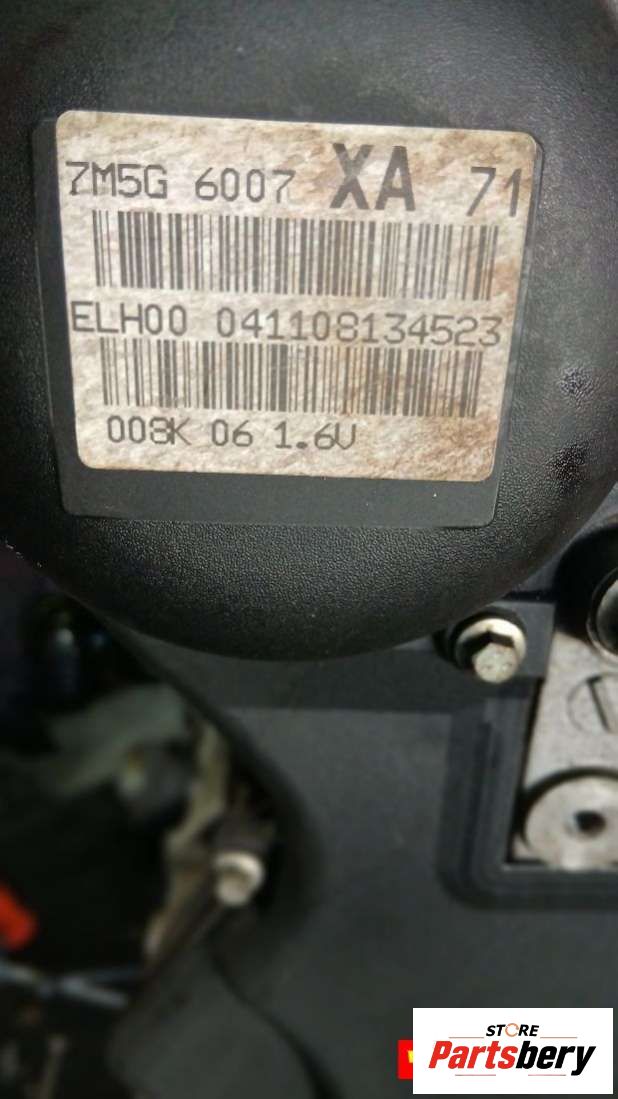 7M5G 6007 XA 71
ELH00 041108134523
008K 06 1.6V
STORE
Partsbery